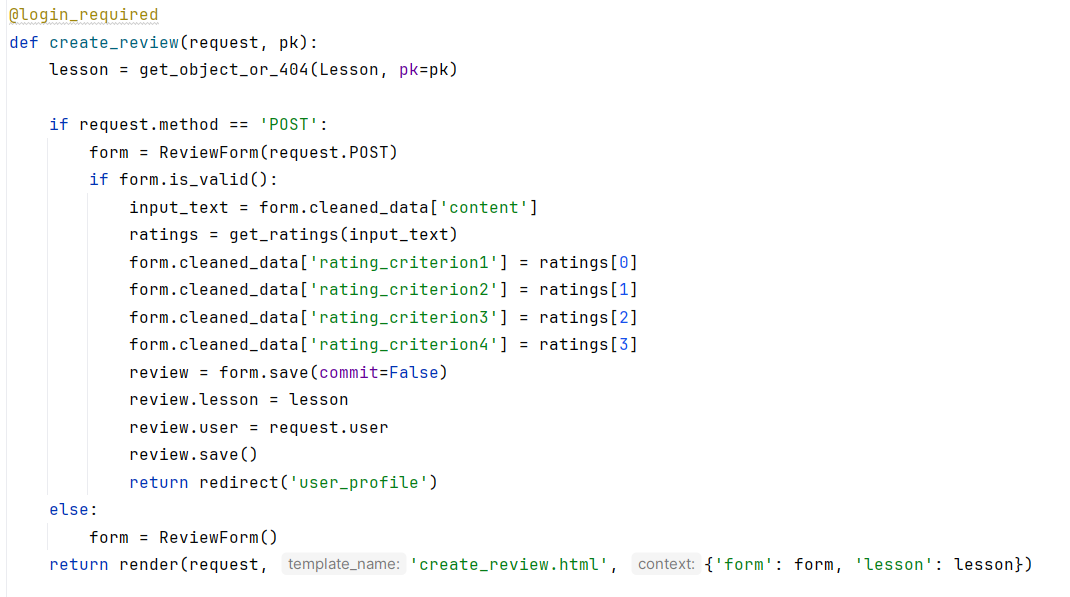 @login_required
def create_review(request, pk):
    lesson = get_object_or_404(Lesson, pk=pk)

    if request.method == 'POST':
        form = ReviewForm(request.POST)
        if form.is_valid():
            input_text = form.cleaned_data['content']
            ratings = get_ratings(input_text)
            form.cleaned_data['rating_criterion1'] = ratings[0]
            form.cleaned_data['rating_criterion2'] = ratings[1]
            form.cleaned_data['rating_criterion3'] = ratings[2]
            form.cleaned_data['rating_criterion4'] = ratings[3]
            review = form.save(commit=False)
            review.lesson = lesson
            review.user = request.user
            review.save()
            return redirect('user_profile')
    else:
        form = ReviewForm()
    return render(request, template_name: 'create_review.html', context: {'form': form, 'lesson': lesson})